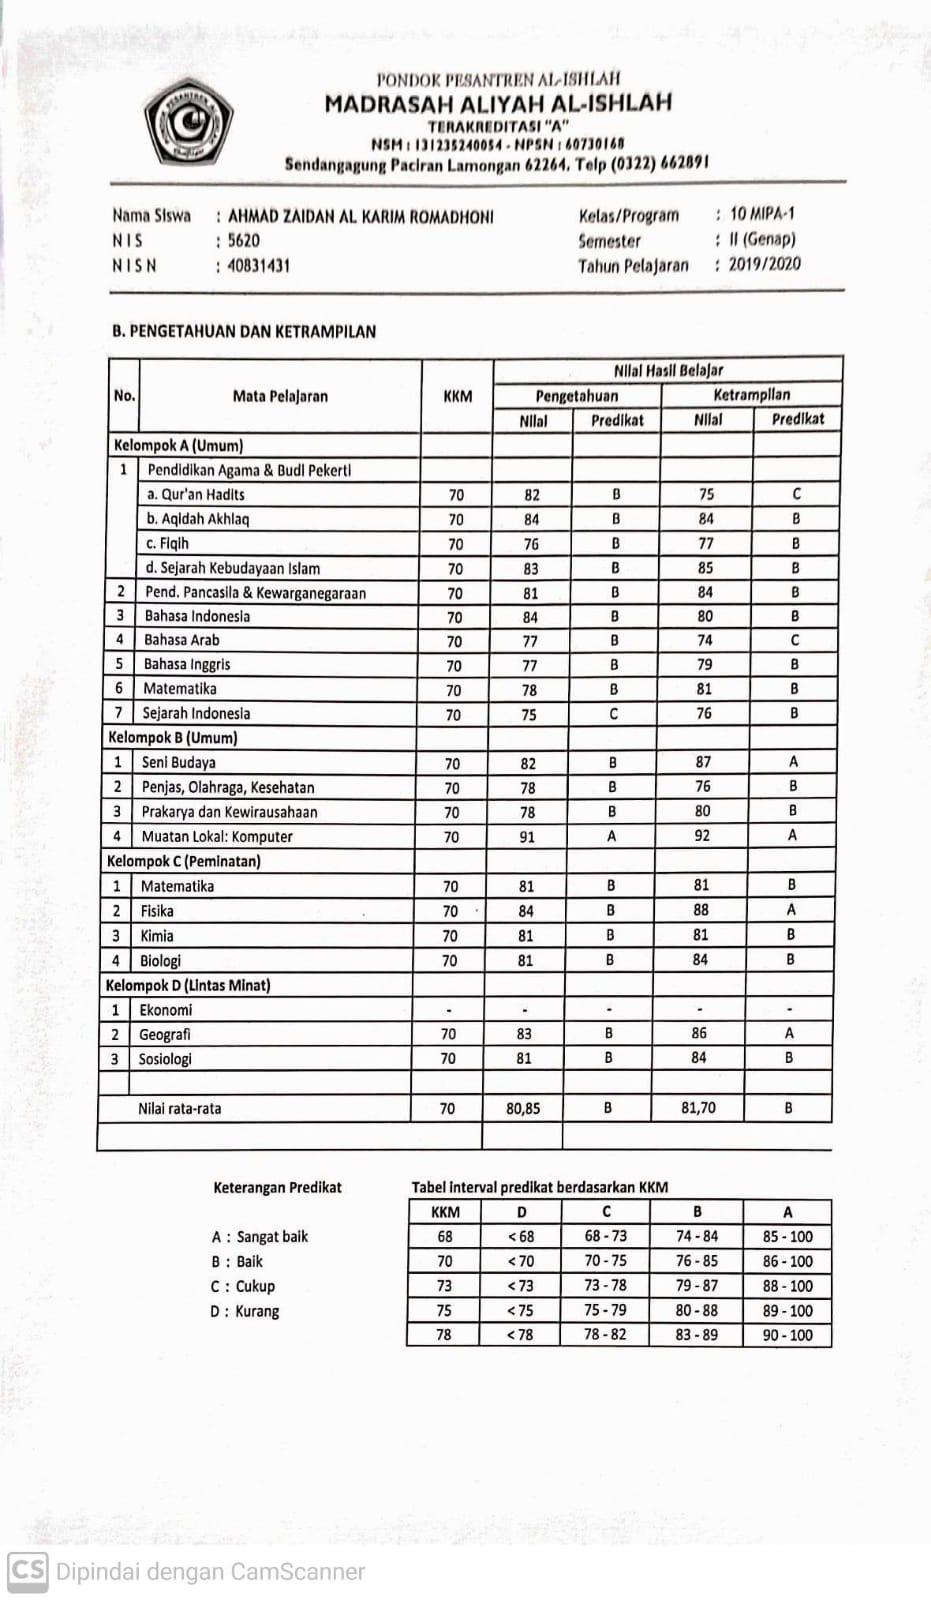 PONDOK PESANTREN AL-ISHLAH
MADRASAH ALIYAH AL-ISHLAH
TERAKREDITASI "A"
NSM : 131235240054 - NPSN : 60730168
Sendangagung Paciran Lamongan 62264, Telp (0322) 662891
PONDOK PESANTREN AL-ISHLAH
Nama Siswa : AHMAD ZAIDAN AL KARIM ROMADHONI Kelas/Program : 10 MIPA-1
N I S : 5620 Semester : II (Genap)
N I S N : 40831431 Tahun Pelajaran : 2019/2020
B. PENGETAHUAN DAN KETRAMPILAN
Nilai Hasil Belajar
No. Mata Pelajaran KKM Pengetahuan Ketrampilan
Nilai Predikat Nilai Predikat
Kelompok A (Umum)
1 Pendidikan Agama & Budi Pekerti
a. Qur'an Hadits 70 82 B 75 C
b. Aqidah Akhlaq 70 84 B 84 B
c. Fiqih 70 76 B 77 B
d. Sejarah Kebudayaan Islam 70 83 B 85 B
2 Pend. Pancasila & Kewarganegaraan 70 81 B 84 B
3 Bahasa Indonesia 70 84 B 80 B
4 Bahasa Arab 70 77 B 74 C
5 Bahasa Inggris 70 77 B 79 B
6 Matematika 70 78 B 81 B
7 Sejarah Indonesia 70 75 C 76 B
Kelompok B (Umum)
1 Seni Budaya 70 82 B 87 A
2 Penjas, Olahraga, Kesehatan 70 78 B 76 B
3 Prakarya dan Kewirausahaan 70 78 B 80 B
4 Muatan Lokal: Komputer 70 91 A 92 A
Kelompok C (Peminatan)
1 Matematika 70 81 B 81 B
2 Fisika 70 84 B 88 A
3 Kimia 70 81 B 81 B
4 Biologi 70 81 B 84 B
Kelompok D (Lintas Minat)
1 Ekonomi - - - - -
2 Geografi 70 83 B 86 A
3 Sosiologi 70 81 B 84 B
Nilai rata-rata 70 80,85 B 81,70 B
Keterangan Predikat
A : Sangat baik
B : Baik
C : Cukup
D : Kurang
Tabel interval predikat berdasarkan KKM
KKM D C B A
68 < 68 68 - 73 74 - 84 85 - 100
70 < 70 70 - 75 76 - 85 86 - 100
73 < 73 73 - 78 79 - 87 88 - 100
75 < 75 75 - 79 80 - 88 89 - 100
78 < 78 78 - 82 83 - 89 90 - 100
CS Dipindai dengan CamScanner